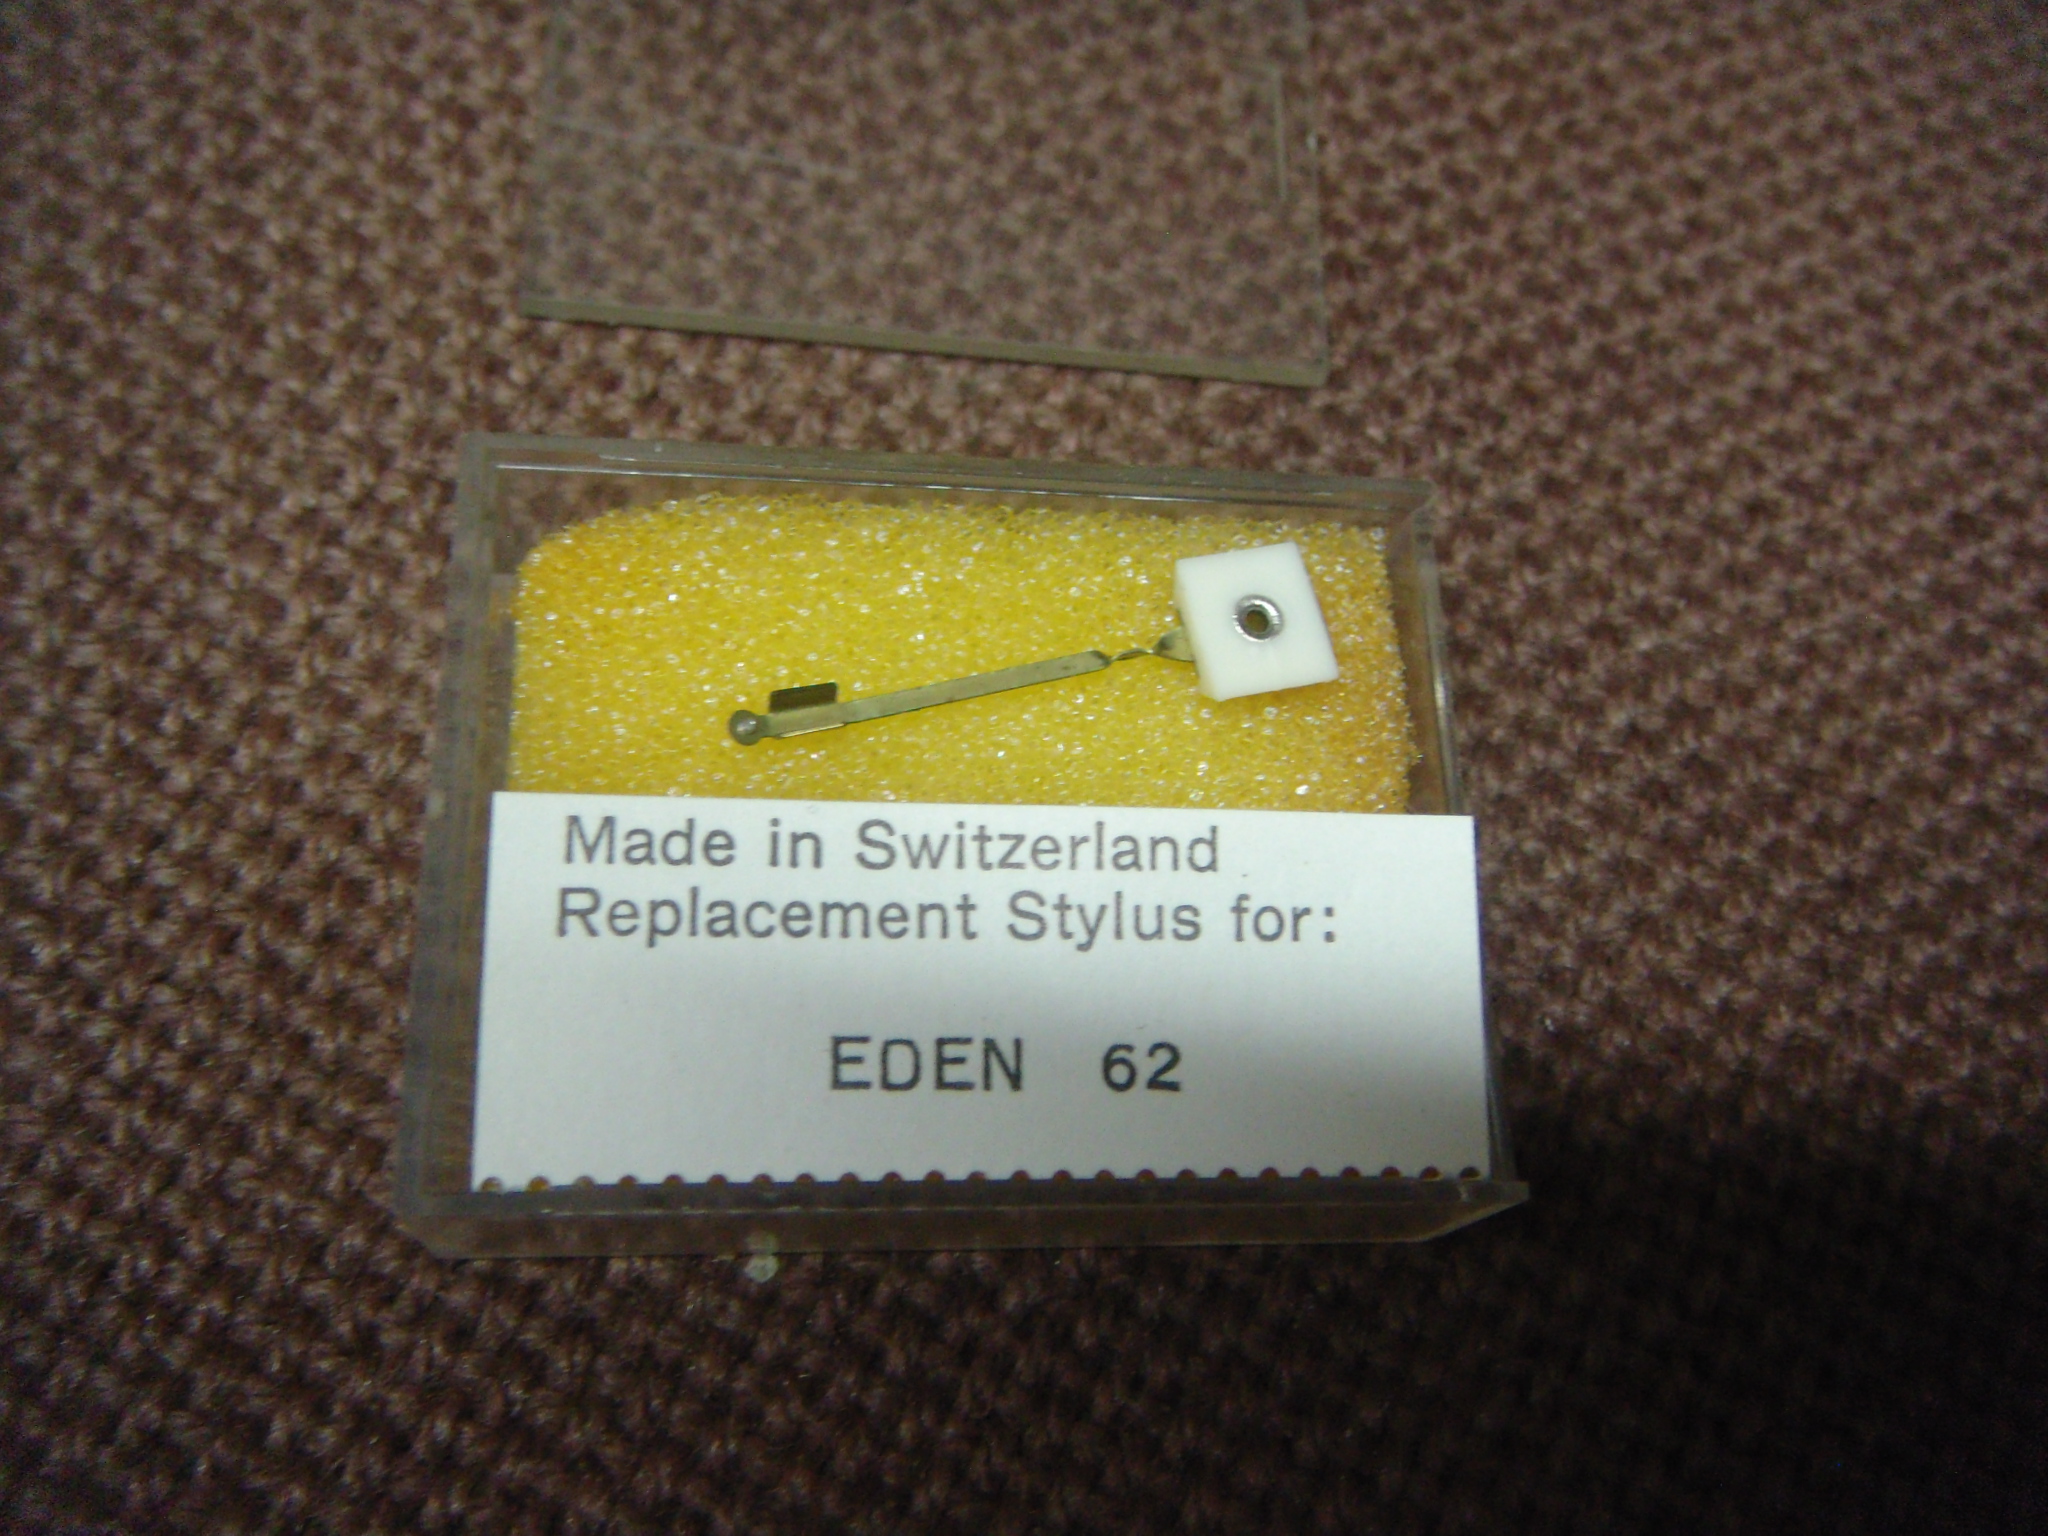 Made in Switzerland
Replacement Stylus for:
EDEN 62